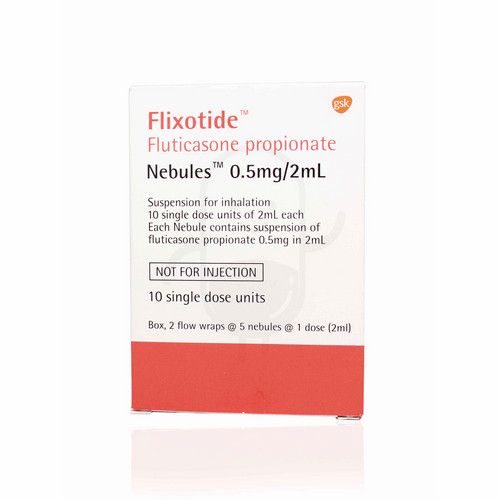 gsk
Flixotide™
Fluticasone propionate
Nebules™ 0.5mg/2mL
Suspension for inhalation
10 single dose units of 2mL each
Each Nebule contains suspension of
fluticasone propionate 0.5mg in 2mL
NOT FOR INJECTION
10 single dose units
Box, 2 flow wraps @ 5 nebules @ 1 dose (2ml)